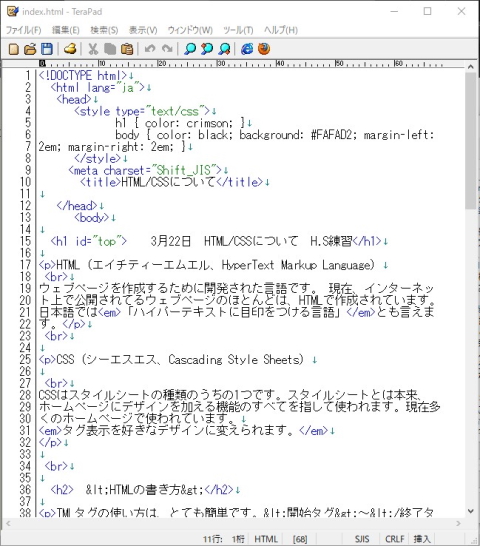 index.html - TeraPad
ファイル(F) 編集(E) 検索(S) 表示(V) ウィンドウ(W) ツール(T) ヘルプ(H)
0 10 20 30 40 50 60
1 <!DOCTYPE html>↓
2 <html lang="ja">↓
3 <head>↓
4 <style type="text/css">↓
5 h1 { color: crimson; }↓
6 body { color: black; background: #FAFAD2; margin-left:
7 2em; margin-right: 2em; }↓
8 </style>↓
9 <meta charset="Shift_JIS">↓
10 <title>HTML/CSSについて</title>↓
11 ↓
12 </head>↓
13 <body>↓
14 ↓
15 <h1 id="top"> 3月22日 HTML/CSSについて H.S練習</h1>↓
16 ↓
17 <p>HTML (エイチティーエムエル、HyperText Markup Language) ↓
18 <br>↓
19 ウェブページを作成するために開発された言語です。 現在、インターネッ
20 ト上で公開されてるウェブページのほとんとは、HTMLで作成されています。
21 日本語では<em>「ハイパーテキストに目印をつける言語」</em>とも言えま
22 す。</p>↓
23 <br>↓
24 ↓
25 <p>CSS (シーエスエス、Cascading Style Sheets) ↓
26 ↓
27 <br>↓
28 CSSはスタイルシートの種類のうちの1つです。スタイルシートとは本来、
29 ホームページにデザインを加える機能のすべてを指して使われます。現在多
30 くのホームページで使われています。↓
31 <em>タグ表示を好きなデザインに変えられます。</em>↓
32 </p>↓
33 ↓
34 <br>↓
35 ↓
36 <h2> &lt;HTMLの書き方&gt;</h2>↓
37 ↓
38 <p>TMLタグの使い方は、とても簡単です。&lt;開始タグ&gt;～&lt;/終了タ
11行: 1桁 HTML [68] SJIS CRLF 挿入